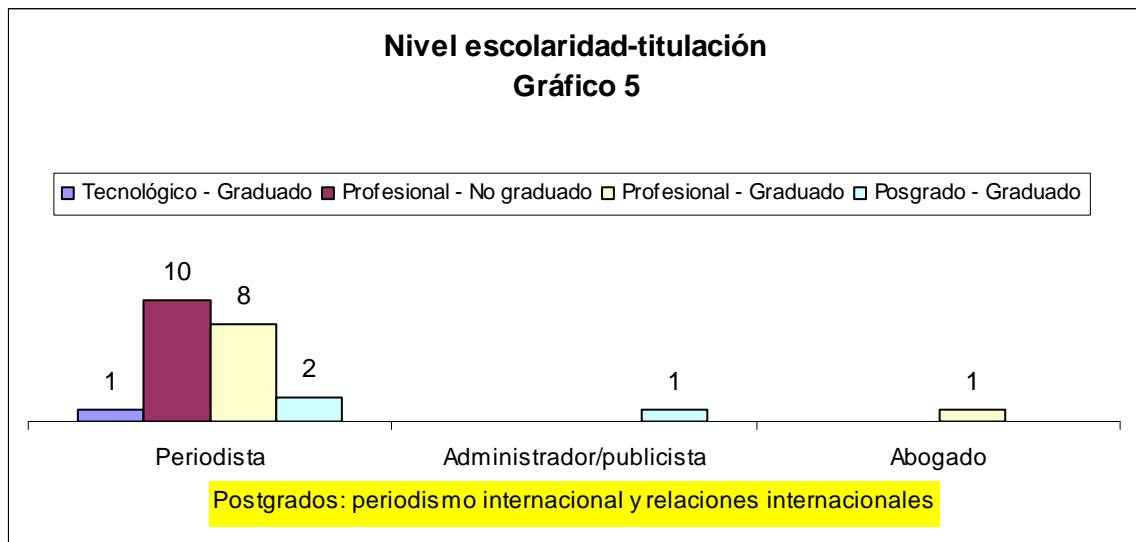 Nivel escolaridad-titulación
Gráfico 5
Tecnológico - Graduado Profesional - No graduado Profesional - Graduado Posgrado - Graduado
1 10 8 2 1 1
Periodista Administrador/publicista Abogado
Postgrados: periodismo internacional y relaciones internacionales